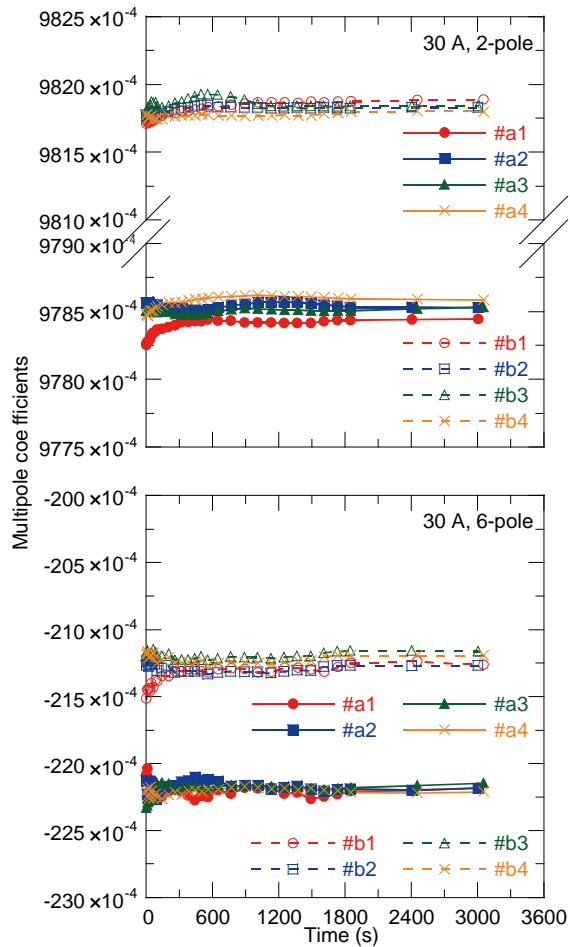 9825 ×10-4
30 A, 2-pole
9820 ×10-4
9815 ×10-4
#a1
#a2
#a3
#a4
9810 ×10-4
9790 ×10-4
9785 ×10-4
9780 ×10-4
#b1
#b2
#b3
#b4
9775 ×10-4
Multipole coefficients
-200 ×10-4
30 A, 6-pole
-205 ×10-4
-210 ×10-4
-215 ×10-4
#a1 #a3
#a2 #a4
-220 ×10-4
-225 ×10-4
#b1 #b3
#b2 #b4
-230 ×10-4
0 600 1200 1800 2400 3000 3600
Time (s)